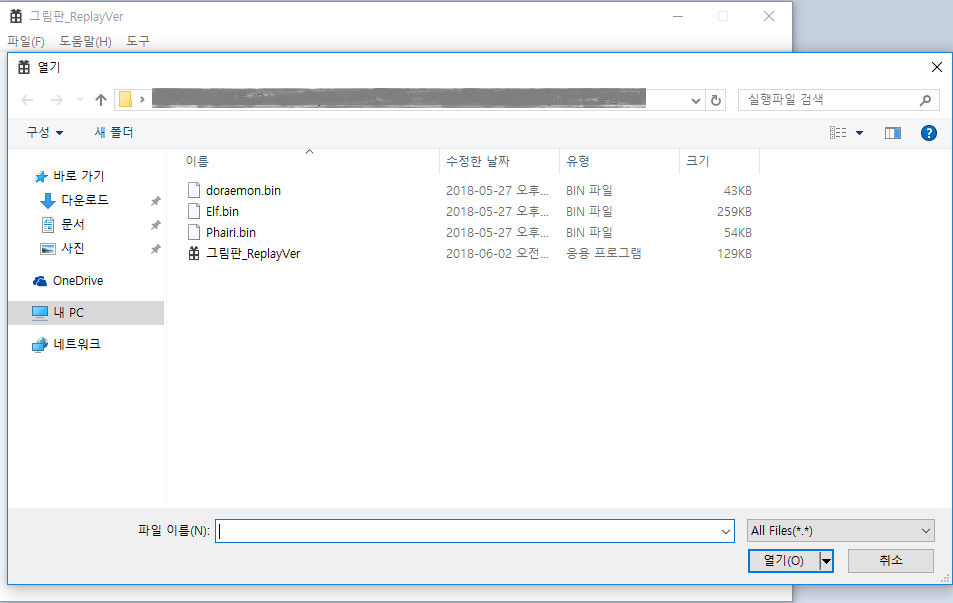 그림판_ReplayVer
파일(F) 도움말(H) 도구
열기
실행파일 검색
구성 새 폴더
이름 수정한 날짜 유형 크기
바로 가기
다운로드
문서
사진
OneDrive
내 PC
네트워크
doraemon.bin 2018-05-27 오후... BIN 파일 43KB
Elf.bin 2018-05-27 오후... BIN 파일 259KB
Phairi.bin 2018-05-27 오후... BIN 파일 54KB
그림판_ReplayVer 2018-06-02 오전... 응용 프로그램 129KB
파일 이름(N): All Files(*.*)
열기(O) 취소